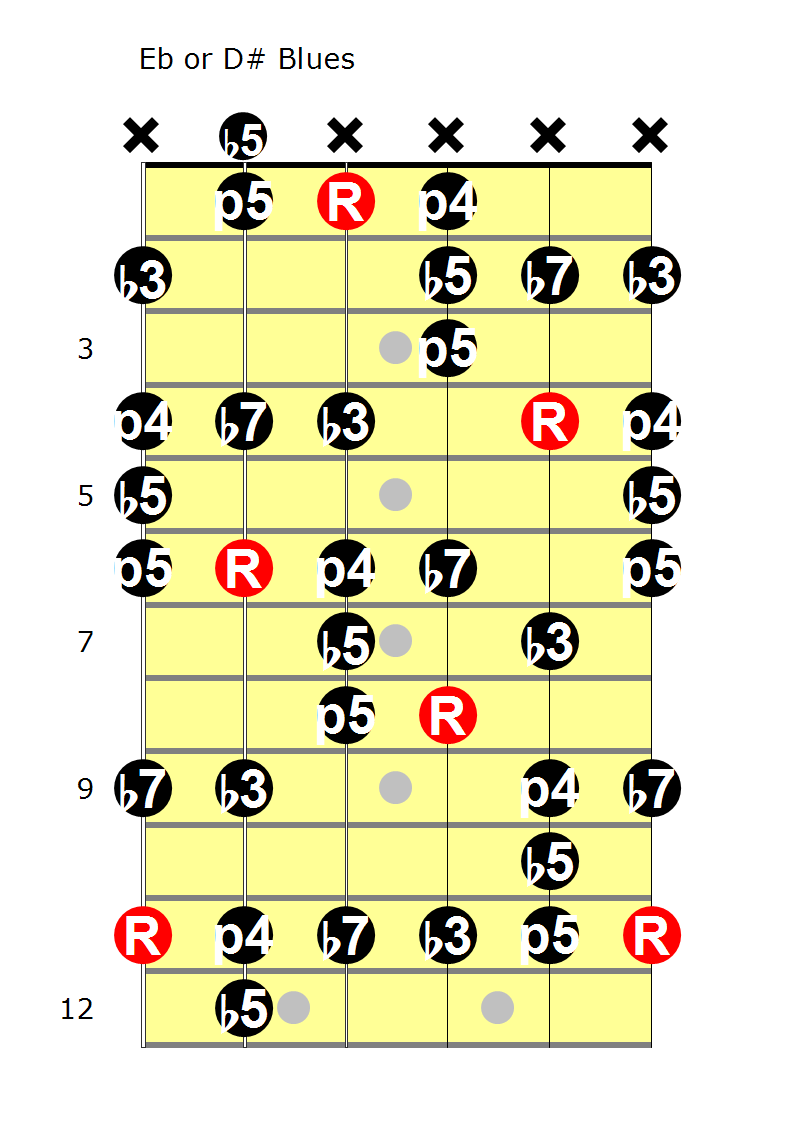 Eb or D# Blues
× ♭5 × × × ×
p5 R p4
♭3 ♭5 ♭7 ♭3
3 p5
p4 ♭7 ♭3 R p4
5 ♭5 ♭5
p5 R p4 ♭7 p5
7 ♭5 ♭3
p5 R
9 ♭7 ♭3 p4 ♭7
♭5
R p4 ♭7 ♭3 p5 R
12 ♭5